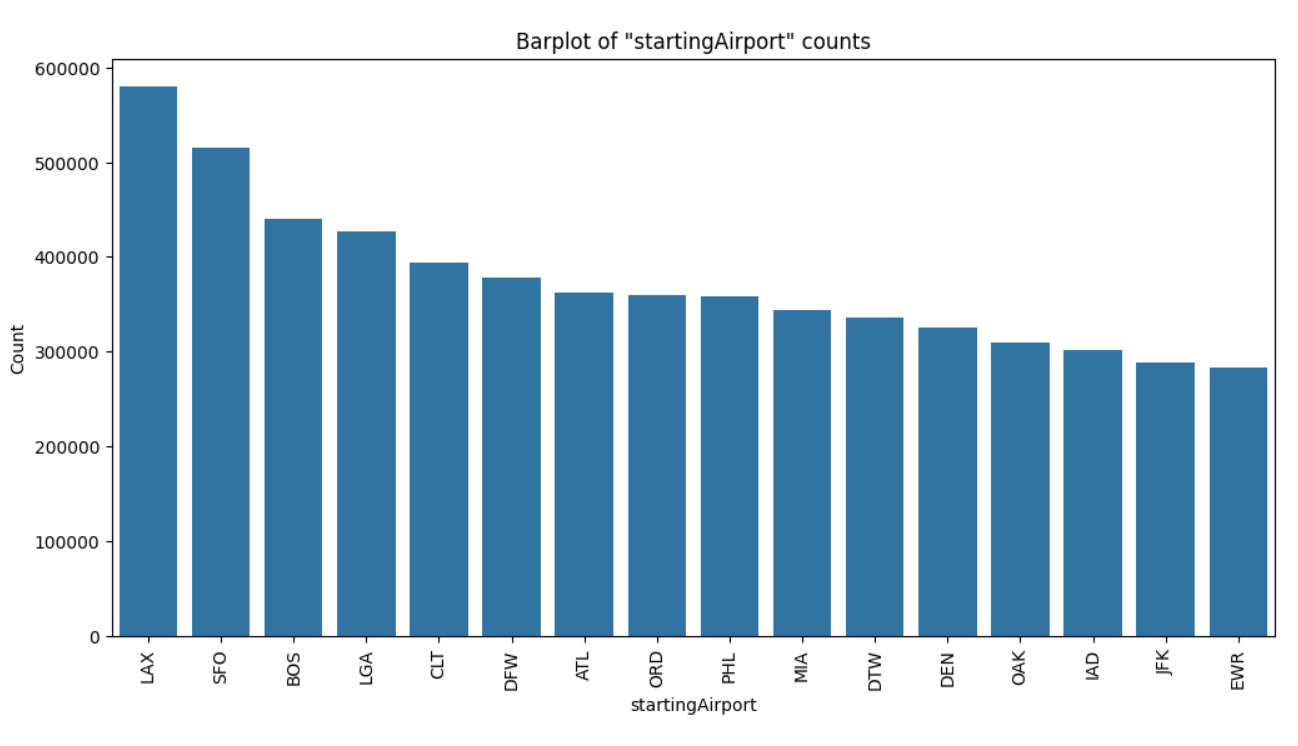 Barplot of "startingAirport" counts
600000
500000
400000
300000
200000
100000
0
Count
LAX
SFO
BOS
LGA
CLT
DFW
ATL
ORD
PHL
MIA
DTW
DEN
OAK
IAD
JFK
EWR
startingAirport